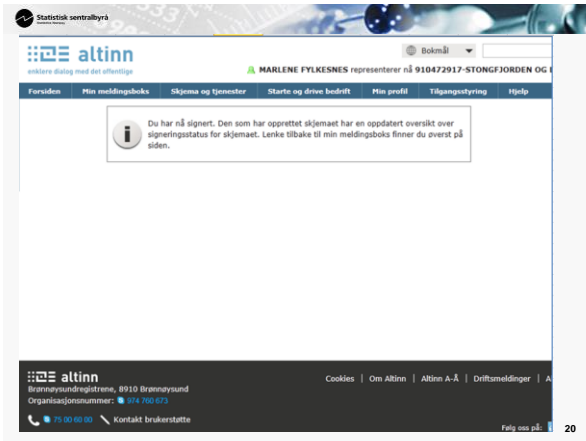 Statistisk sentralbyrå
Statistics Norway
altinn
enklere dialog med det offentlige
Bokmål
MARLENE FYLKESNES representerer nå 910472917-STONGFJORDEN OG
Forsiden Min meldingsboks Skjema og tjenester Starte og drive bedrift Min profil Tilgangsstyring Hjelp
Du har nå signert. Den som har opprettet skjemaet har en oppdatert oversikt over
signeringsstatus for skjemaet. Lenke tilbake til min meldingsboks finner du øverst på
siden.
altinn
Brønnøysundregistrene, 8910 Brønnøysund
Organisasjonsnummer: 974 760 673
75 00 60 00 Kontakt brukerstøtte
Cookies | Om Altinn | Altinn A-Å | Driftsmeldinger | A
Følg oss på:
20